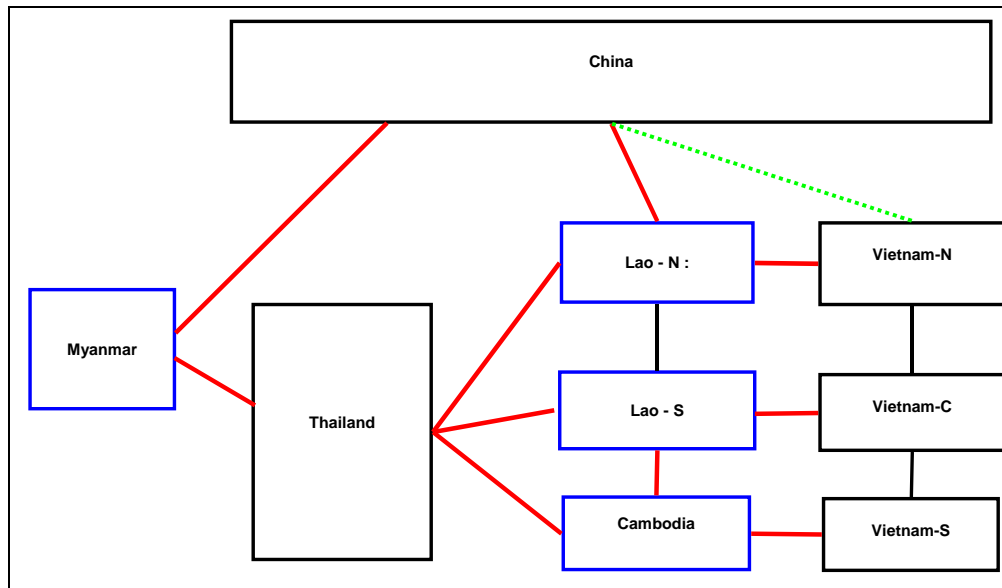 China
Lao - N :
Vietnam-N
Myanmar
Thailand
Lao - S
Vietnam-C
Cambodia
Vietnam-S